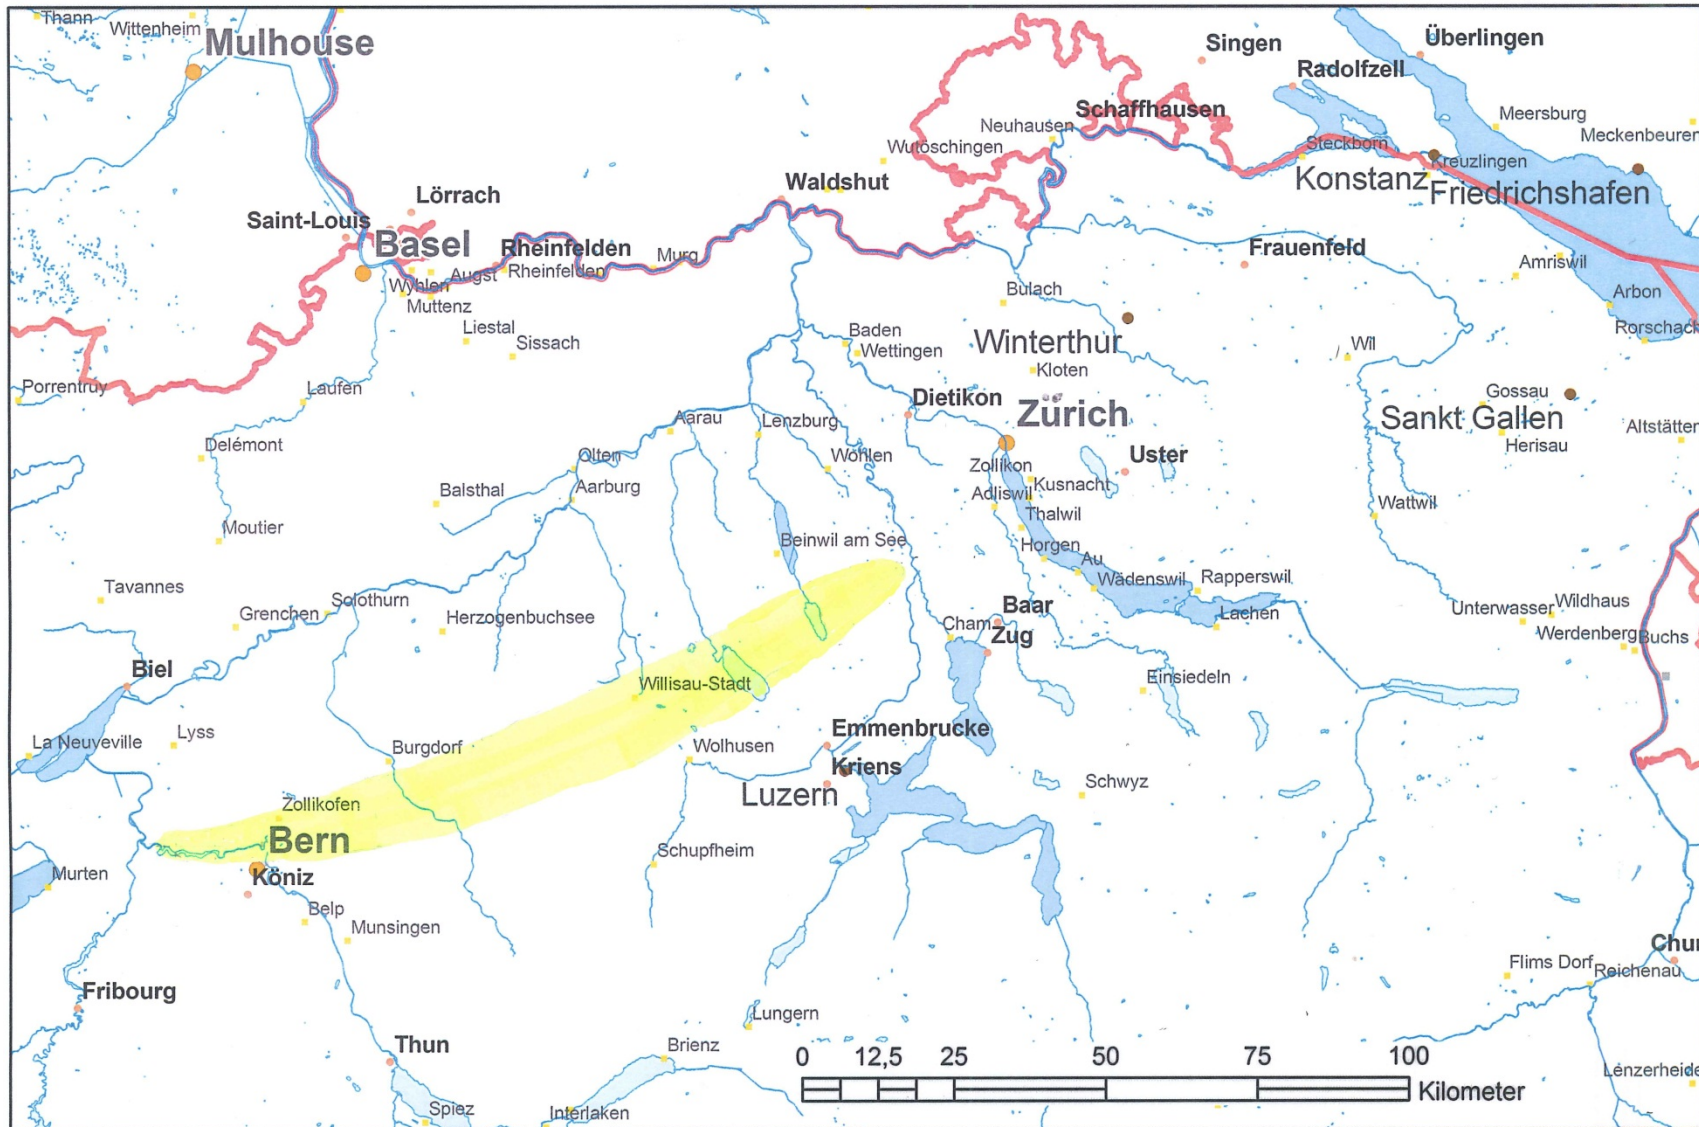 Thann
Wittenheim
Mulhouse
Singen
Überlingen
Radolfzell
Schaffhausen
Neuhausen
Meersburg
Meckenbeuren
Wutöschingen
Steckborn
Kreuzlingen
Konstanz
Friedrichshafen
Waldshut
Lörrach
Saint-Louis
Basel
Rheinfelden
Murg
Frauenfeld
Augst
Rheinfelden
Wyhlen
Muttenz
Amriswil
Arbon
Bulach
Liestal
Sissach
Baden
Wettingen
Winterthur
Wil
Rorschach
Kloten
Porrentruy
Laufen
Dietikon
Zürich
Gossau
Sankt Gallen
Altstätten
Aarau
Lenzburg
Delémont
Herisau
Olten
Wohlen
Uster
Zollikon
Kusnacht
Aarburg
Balsthal
Adliswil
Wattwil
Thalwil
Moutier
Beinwil am See
Horgen
Au
Wädenswil
Rapperswil
Tavannes
Solothurn
Grenchen
Herzogenbuchsee
Baar
Cham
Zug
Lachen
Unterwasser
Wildhaus
Werdenberg
Buchs
Biel
Willisau-Stadt
Einsiedeln
Lyss
La Neuveville
Burgdorf
Wolhusen
Emmenbrucke
Kriens
Luzern
Schwyz
Zollikofen
Bern
Schupfheim
Murten
Köniz
Belp
Munsingen
Chur
Flims Dorf
Reichenau
Fribourg
Lungern
Thun
Brienz
0 12,5 25 50 75 100
Kilometer
Lenzerheide
Spiez
Interlaken